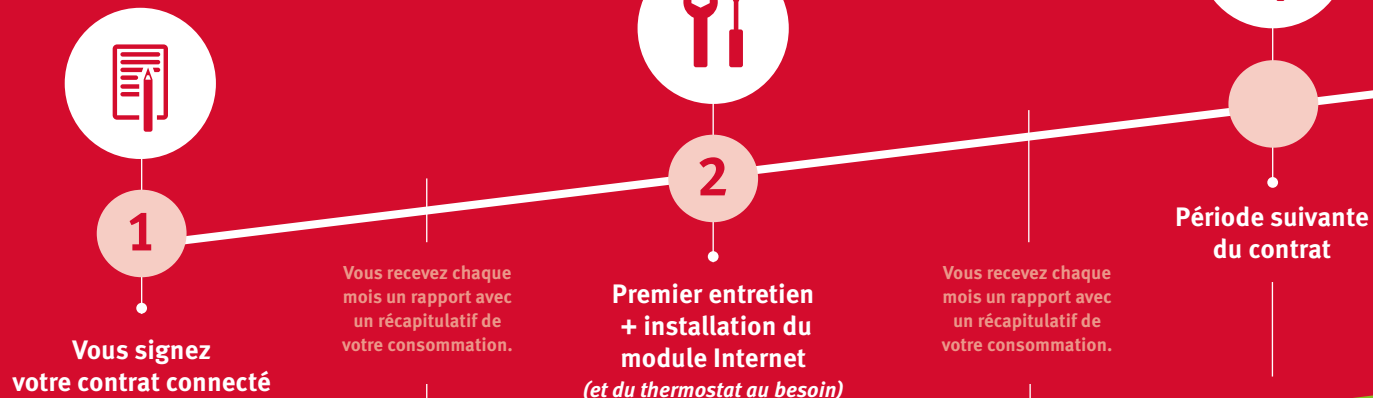 1
Vous signez
votre contrat connecté
Vous recevez chaque
mois un rapport avec
un récapitulatif de
votre consommation.
2
Premier entretien
+ installation du
module Internet
(et du thermostat au besoin)
Vous recevez chaque
mois un rapport avec
un récapitulatif de
votre consommation.
Période suivante
du contrat